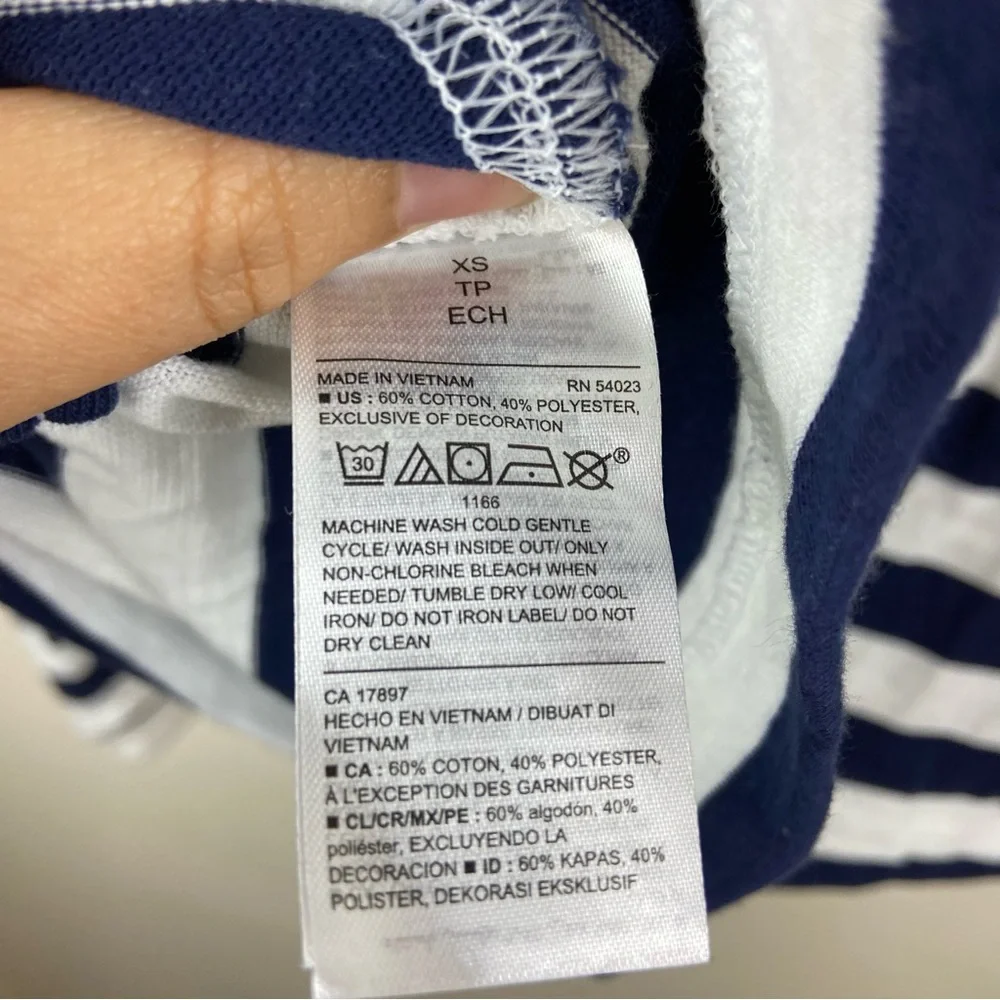 XS
TP
ECH
MADE IN VIETNAM RN 54023
■ US : 60% COTTON, 40% POLYESTER,
EXCLUSIVE OF DECORATION
30 ®
1166
MACHINE WASH COLD GENTLE
CYCLE/ WASH INSIDE OUT/ ONLY
NON-CHLORINE BLEACH WHEN
NEEDED/ TUMBLE DRY LOW/ COOL
IRON/ DO NOT IRON LABEL/ DO NOT
DRY CLEAN
CA 17897
HECHO EN VIETNAM / DIBUAT DI
VIETNAM
■ CA : 60% COTON, 40% POLYESTER,
À L'EXCEPTION DES GARNITURES
■ CL/CR/MX/PE : 60% algodón, 40%
poliéster, EXCLUYENDO LA
DECORACION ■ ID : 60% KAPAS, 40%
POLISTER, DEKORASI EKSKLUSIF